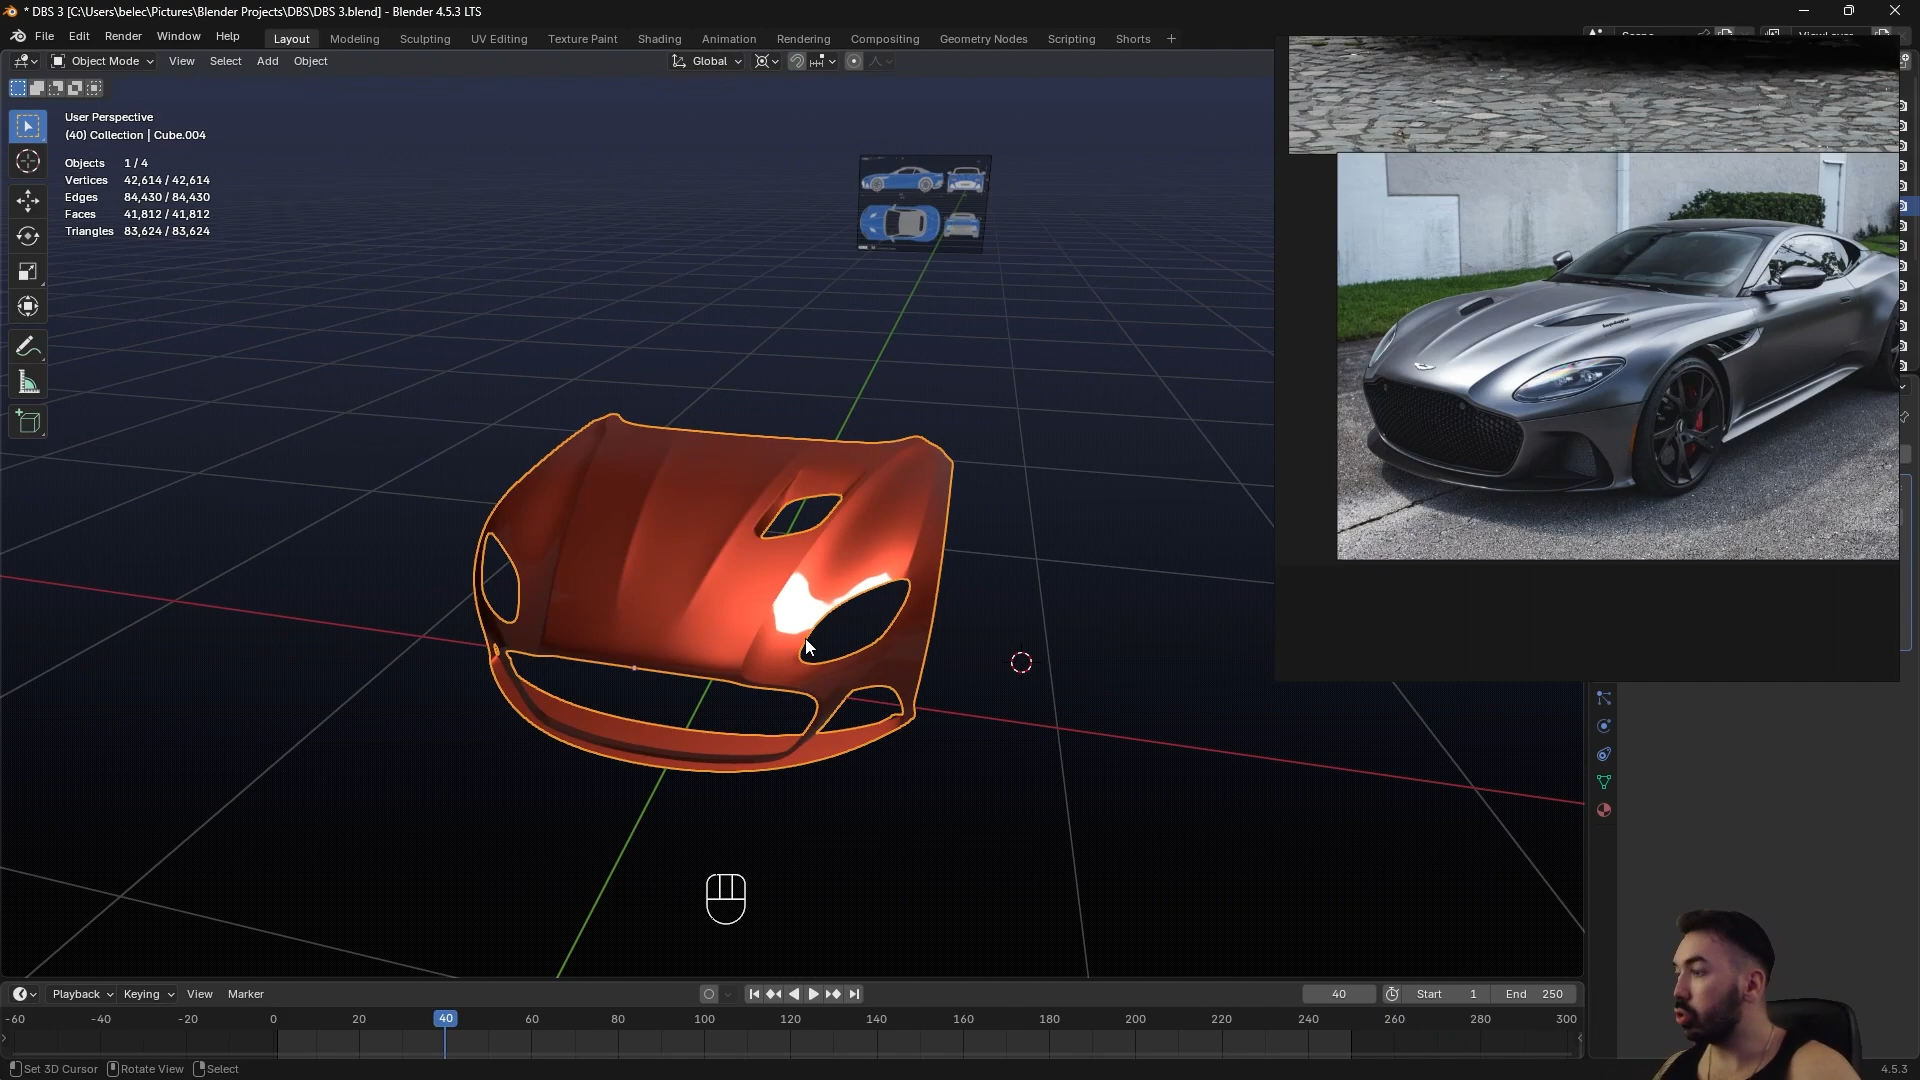 * DBS 3 [C:\Users\belec\Pictures\Blender Projects\DBS\DBS 3.blend] - Blender 4.5.3 LTS
File Edit Render Window Help Layout Modeling Sculpting UV Editing Texture Paint Shading Animation Rendering Compositing Geometry Nodes Scripting Shorts +
Object Mode View Select Add Object Global
User Perspective
(40) Collection | Cube.004
Objects 1 / 4
Vertices 42,614 / 42,614
Edges 84,430 / 84,430
Faces 41,812 / 41,812
Triangles 83,624 / 83,624
Playback Keying View Marker 40 Start 1 End 250
-60 -40 -20 0 20 40 60 80 100 120 140 160 180 200 220 240 260 280 300
Set 3D Cursor Rotate View Select 4.5.3